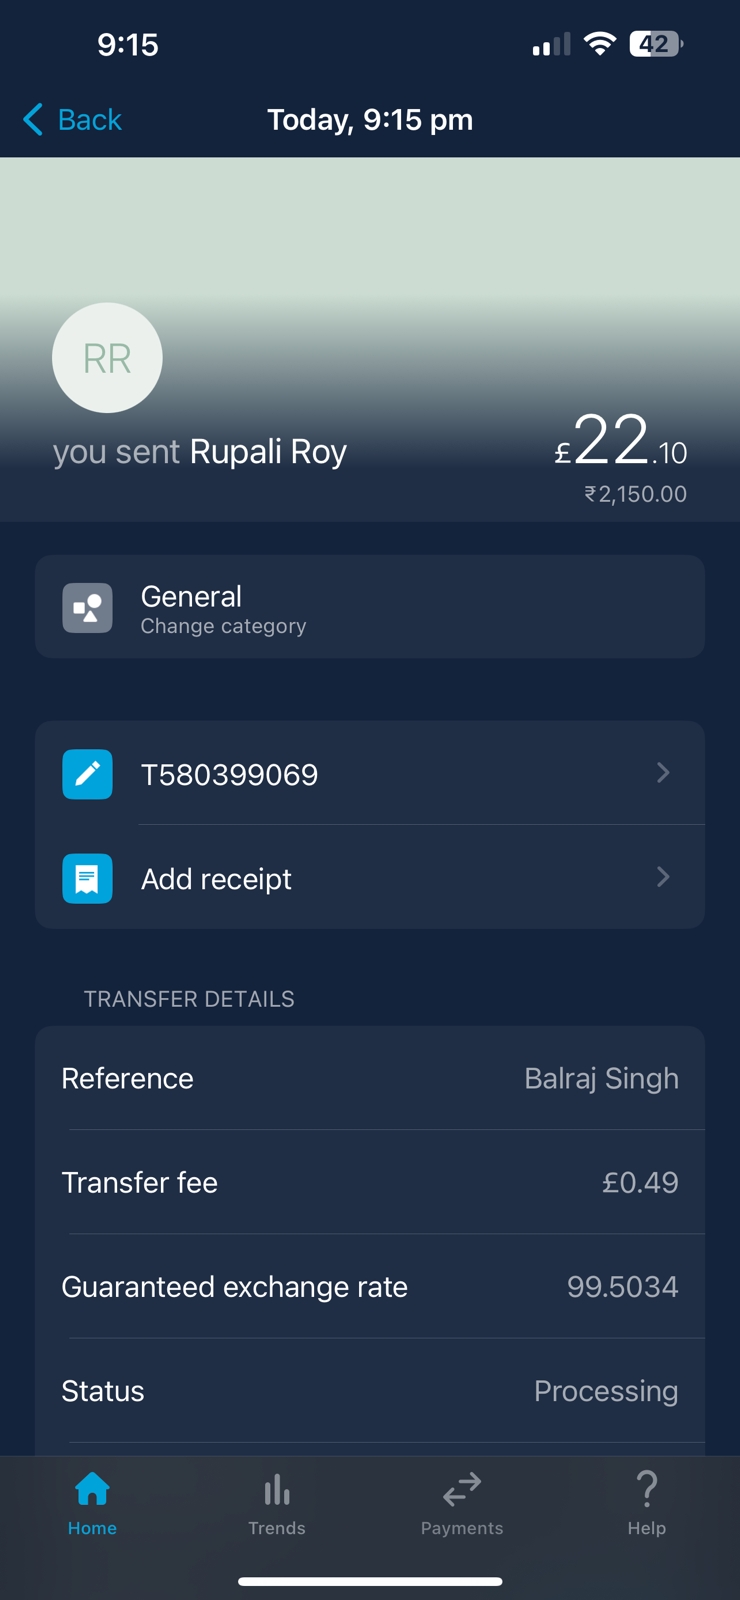 9:15
42
Back
Today, 9:15 pm
RR
you sent Rupali Roy
£22.10
₹2,150.00
General
Change category
T580399069
Add receipt
TRANSFER DETAILS
Reference Balraj Singh
Transfer fee £0.49
Guaranteed exchange rate 99.5034
Status Processing
Home Trends Payments Help